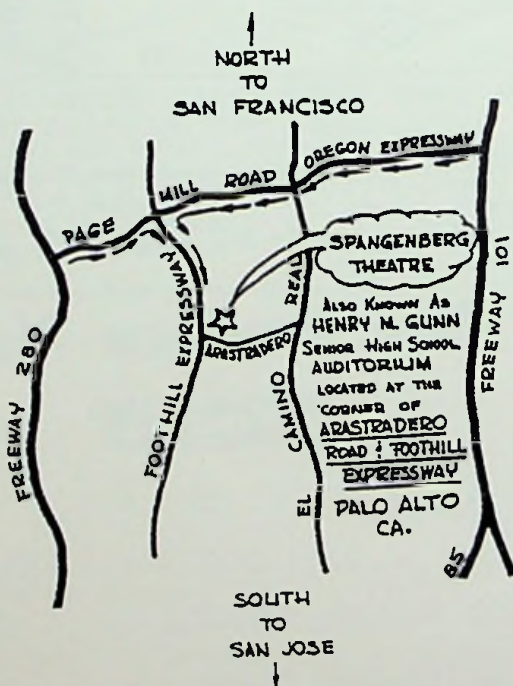 NORTH
TO
SAN FRANCISCO
OREGON EXPRESSWAY
PAGE MILL ROAD
SPANGENBERG
THEATRE
ALSO KNOWN AS
HENRY M. GUNN
SENIOR HIGH SCHOOL
AUDITORIUM
LOCATED AT THE
CORNER OF
ARASTRADERO
ROAD & FOOTHILL
EXPRESSWAY
PALO ALTO
CA.
FREEWAY 280
FOOTHILL EXPRESSWAY
ARASTRADERO
EL CAMINO REAL
FREEWAY 101
85
SOUTH
TO
SAN JOSE